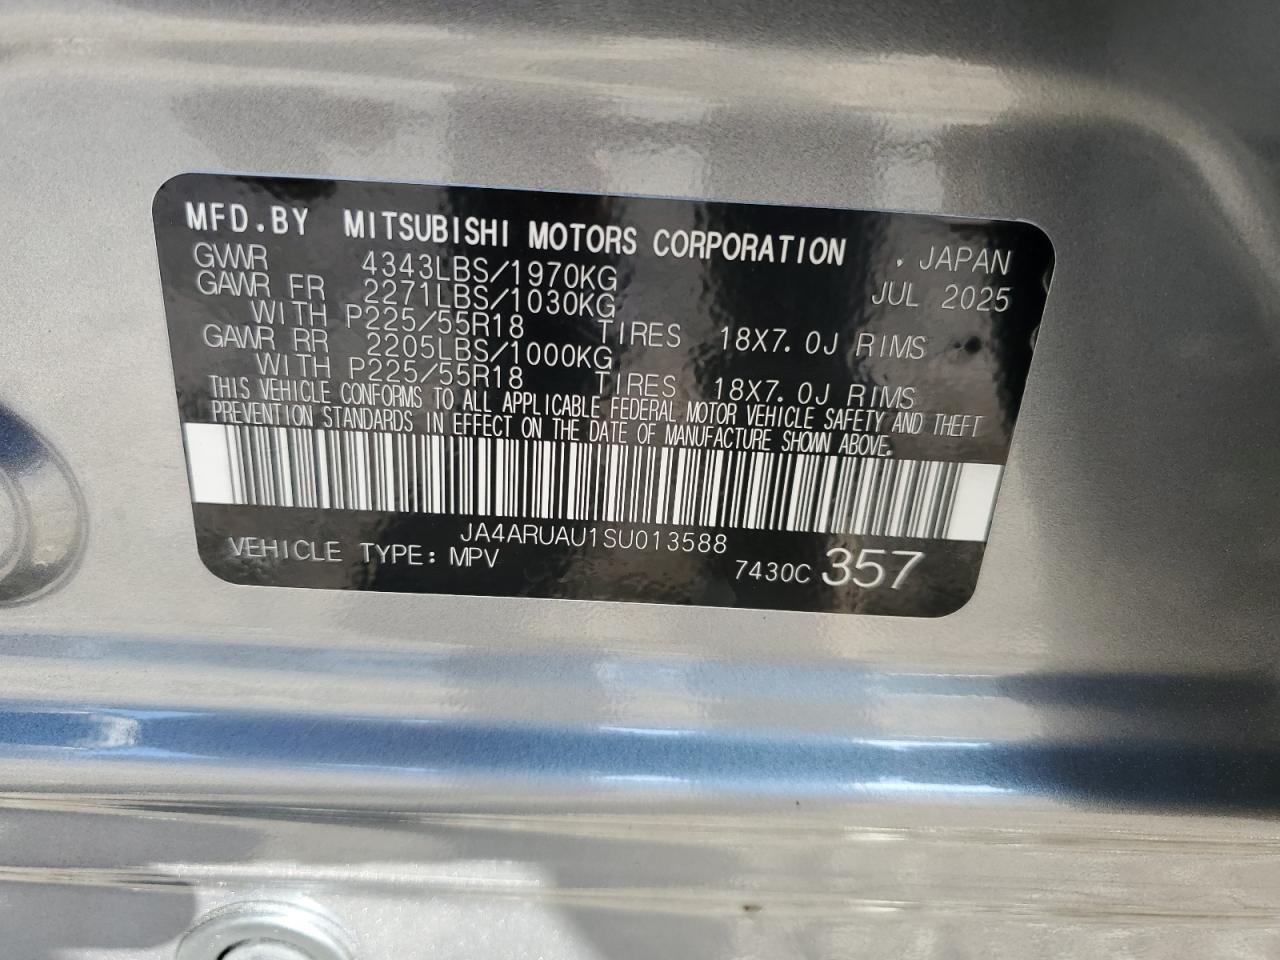 MFD.BY MITSUBISHI MOTORS CORPORATION . JAPAN
GVWR 4343LBS/1970KG JUL 2025
GAWR FR 2271LBS/1030KG
WITH P225/55R18 TIRES 18X7.0J RIMS
GAWR RR 2205LBS/1000KG
WITH P225/55R18 TIRES 18X7.0J RIMS
THIS VEHICLE CONFORMS TO ALL APPLICABLE FEDERAL MOTOR VEHICLE SAFETY AND THEFT
PREVENTION STANDARDS IN EFFECT ON THE DATE OF MANUFACTURE SHOWN ABOVE.
JA4ARUAU1SU013588
VEHICLE TYPE: MPV 7430C 357